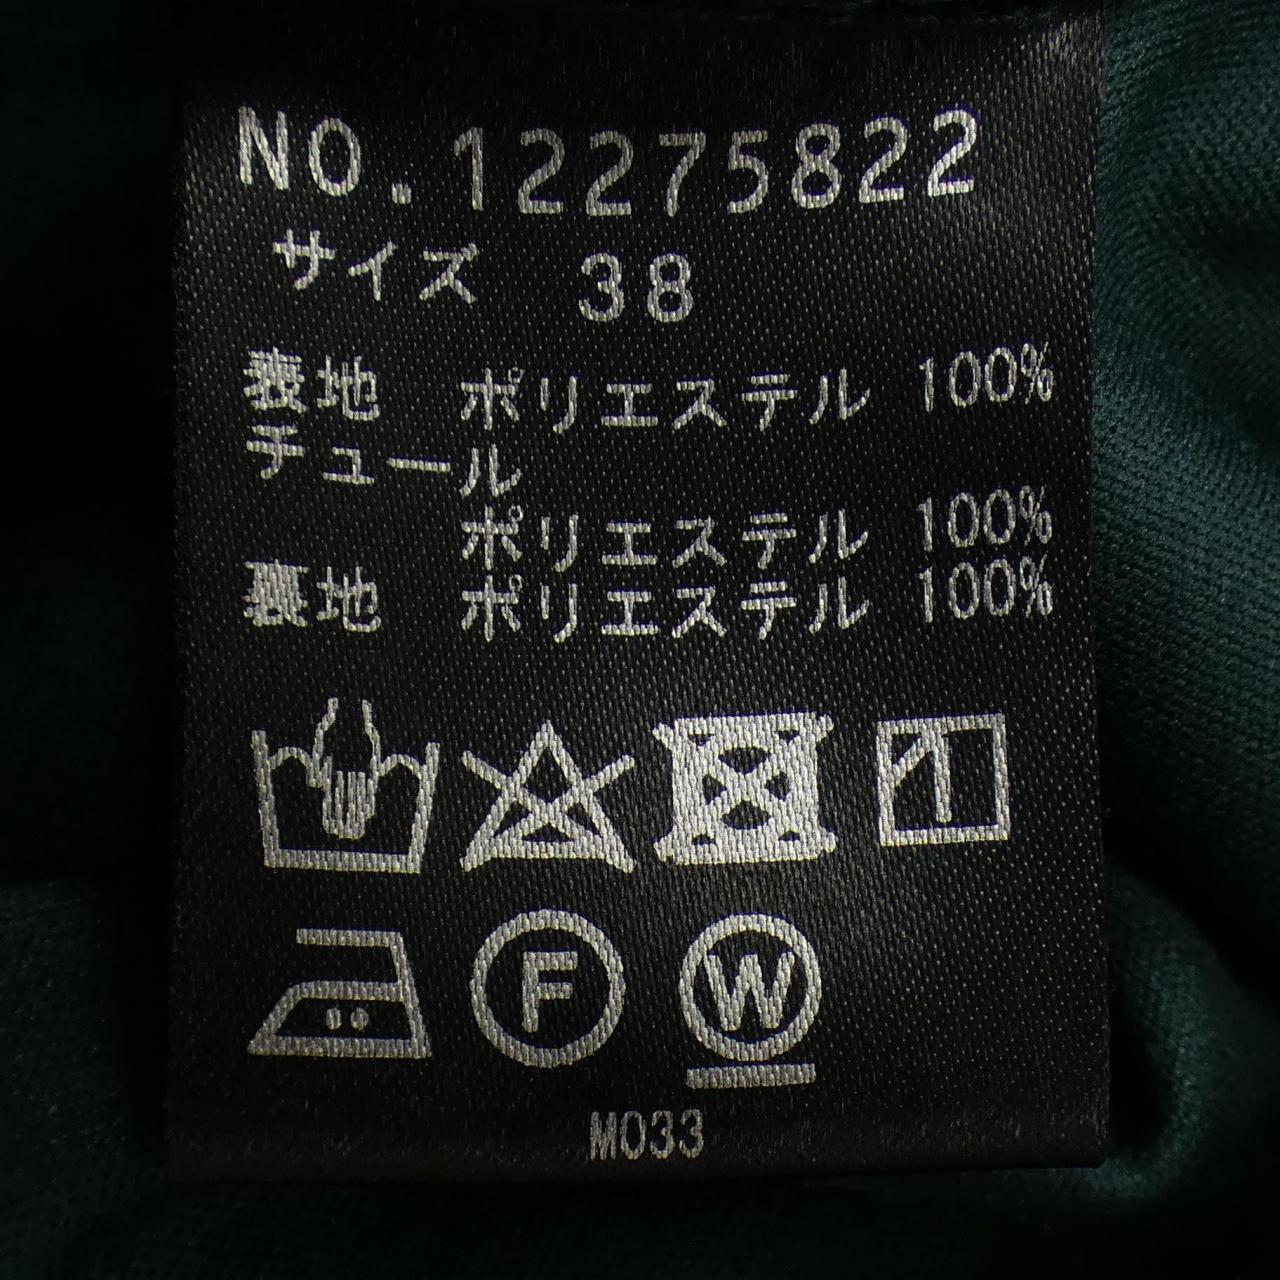 NO.12275822
サイズ 38
表地 ポリエステル 100%
チュール
ポリエステル 100%
裏地 ポリエステル 100%
F W
M033